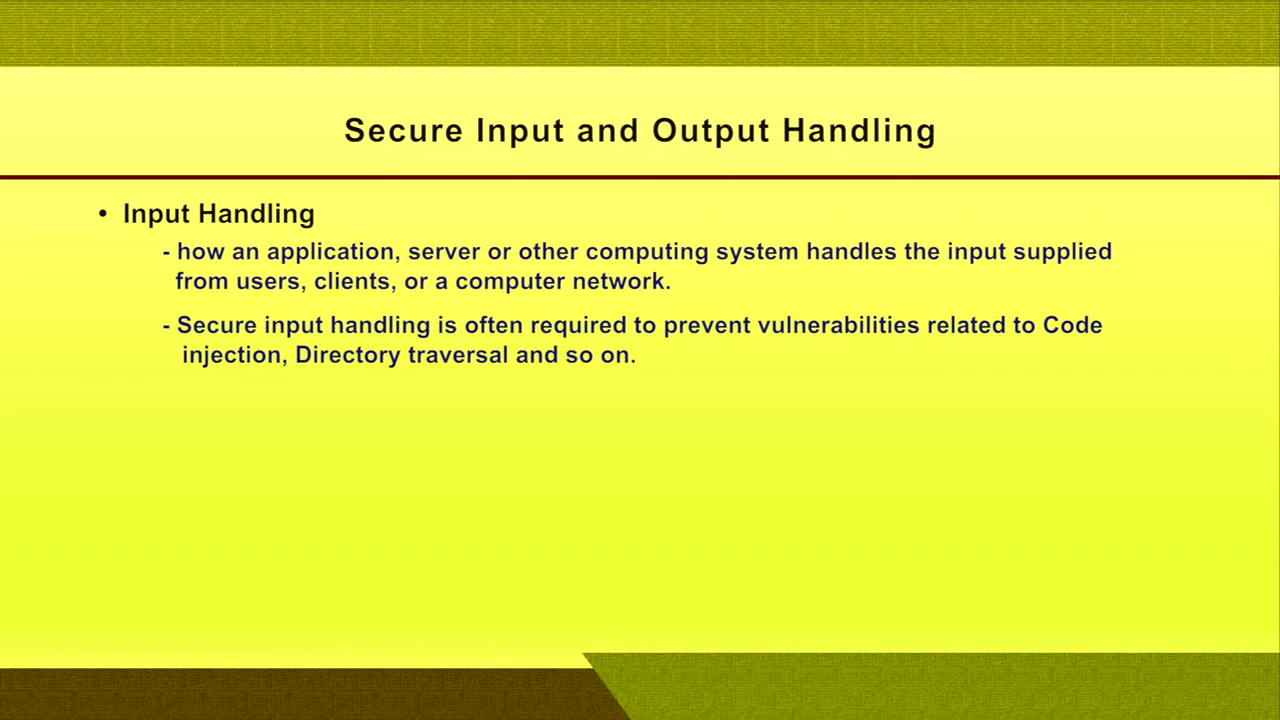 Secure Input and Output Handling
• Input Handling
- how an application, server or other computing system handles the input supplied
from users, clients, or a computer network.
- Secure input handling is often required to prevent vulnerabilities related to Code
injection, Directory traversal and so on.